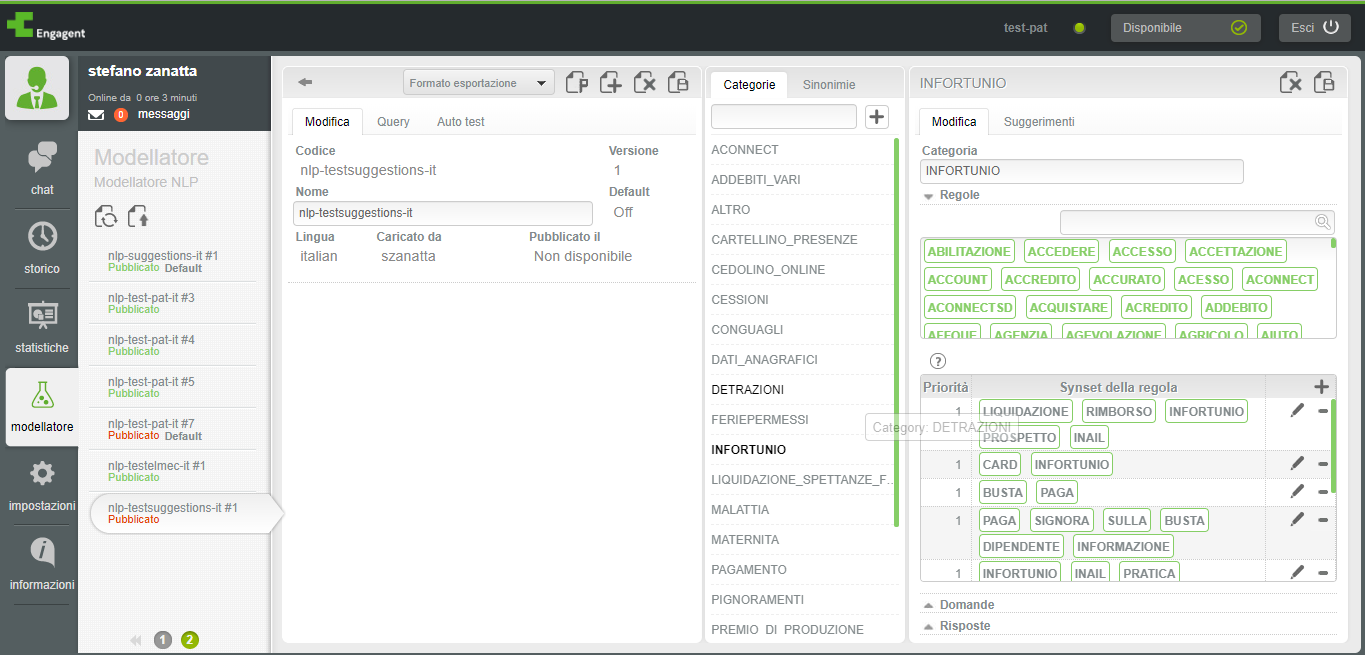 Engagent
test-pat
Disponibile
Esci
chat
storico
statistiche
modellatore
impostazioni
informazioni
stefano zanatta
Online da 0 ore 3 minuti
0 messaggi
Modellatore
Modellatore NLP
nlp-suggestions-it #1
Pubblicato Default
nlp-test-pat-it #3
Pubblicato
nlp-test-pat-it #4
Pubblicato
nlp-test-pat-it #5
Pubblicato
nlp-test-pat-it #7
Pubblicato Default
nlp-testelmec-it #1
Pubblicato
nlp-testsuggestions-it #1
Pubblicato
1 2
Formato esportazione
Modifica Query Auto test
Codice Versione
nlp-testsuggestions-it 1
Nome Default
nlp-testsuggestions-it Off
Lingua Caricato da Pubblicato il
italian szanatta Non disponibile
Categorie Sinonimie
ACONNECT
ADDEBITI_VARI
ALTRO
CARTELLINO_PRESENZE
CEDOLINO_ONLINE
CESSIONI
CONGUAGLI
DATI_ANAGRAFICI
DETRAZIONI
FERIEPERMESSI
INFORTUNIO
LIQUIDAZIONE_SPETTANZE_F...
MALATTIA
MATERNITA
PAGAMENTO
PIGNORAMENTI
PREMIO_DI_PRODUZIONE
Category: DETRAZIONI
INFORTUNIO
Modifica Suggerimenti
Categoria
INFORTUNIO
Regole
ABILITAZIONE ACCEDERE ACCESSO ACCETTAZIONE
ACCOUNT ACCREDITO ACCURATO ACESSO ACONNECT
ACONNECTSD ACQUISTARE ACREDITO ADDEBITO
AFFOUE AGENZIA AGEVOLAZIONE AGRICOLO AIUTO
?
Priorità Synset della regola
1 LIQUIDAZIONE RIMBORSO INFORTUNIO
PROSPETTO INAIL
1 CARD INFORTUNIO
1 BUSTA PAGA
1 PAGA SIGNORA SULLA BUSTA
DIPENDENTE INFORMAZIONE
1 INFORTUNIO INAIL PRATICA
Domande
Risposte